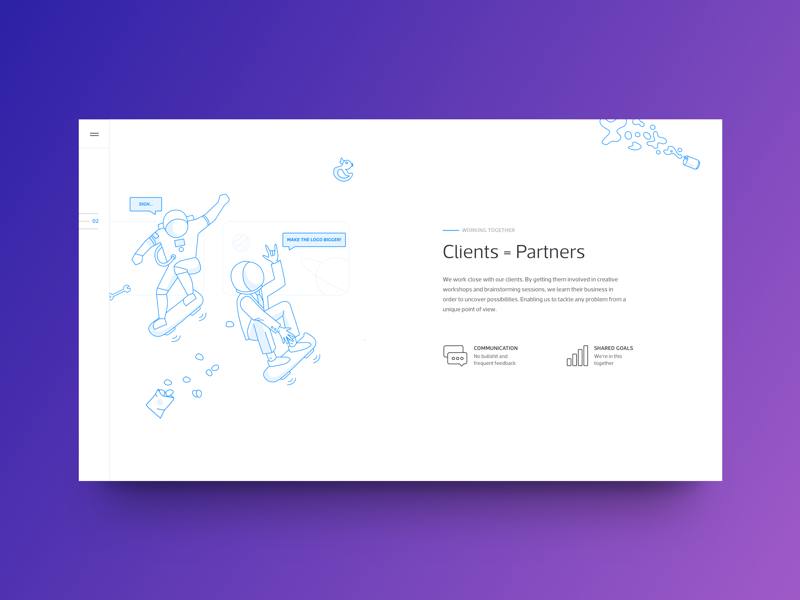 02
SIGH...
MAKE THE LOGO BIGGER!
WORKING TOGETHER
Clients = Partners
We work close with our clients. By getting them involved in creative
workshops and brainstorming sessions, we learn their business in
order to uncover possibilities. Enabling us to tackle any problem from a
unique point of view.
COMMUNICATION
No bullshit and
frequent feedback
SHARED GOALS
We're in this
together